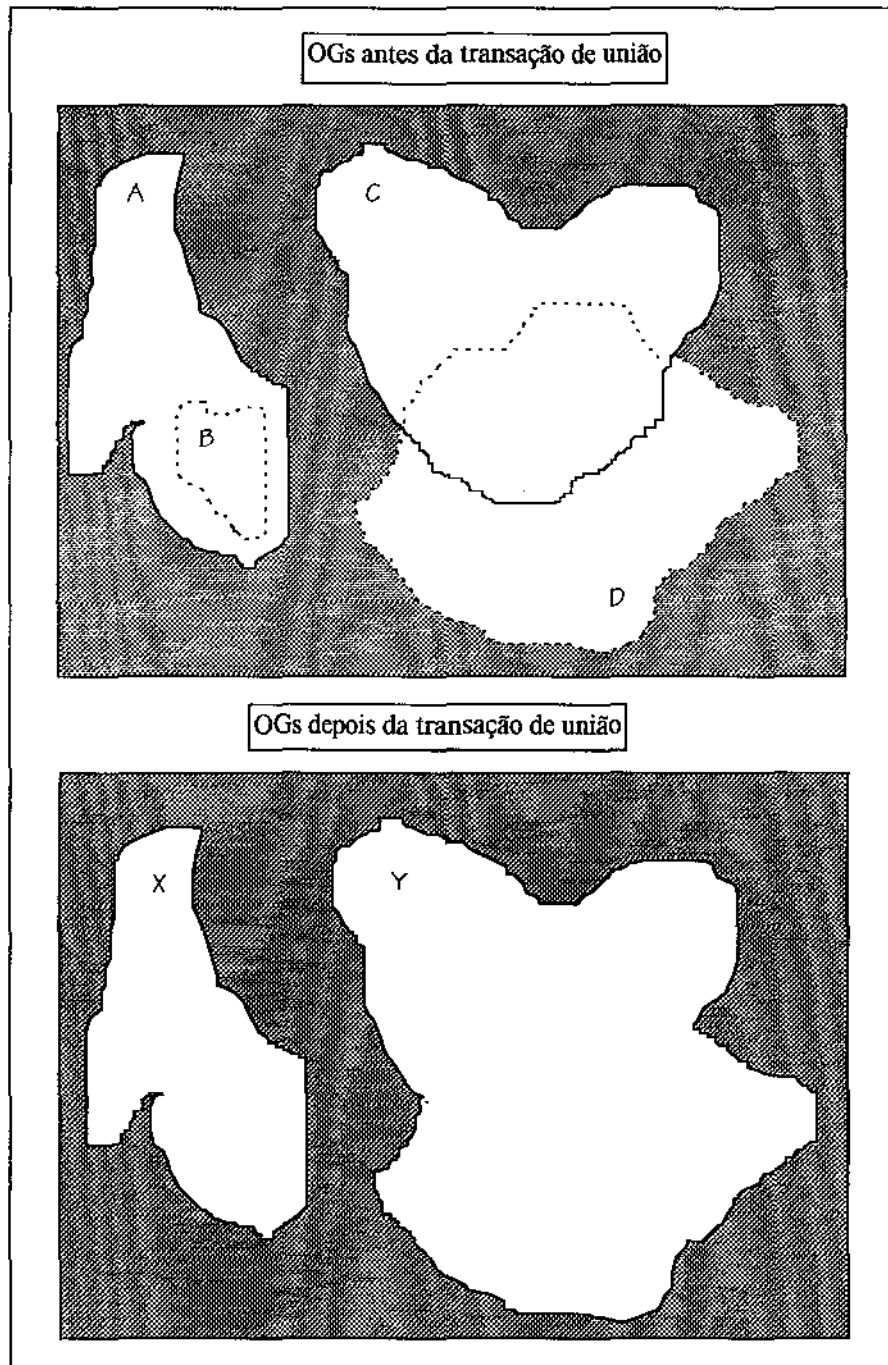 OGs antes da transação de união
A
C
B
D
OGs depois da transação de união
X
Y